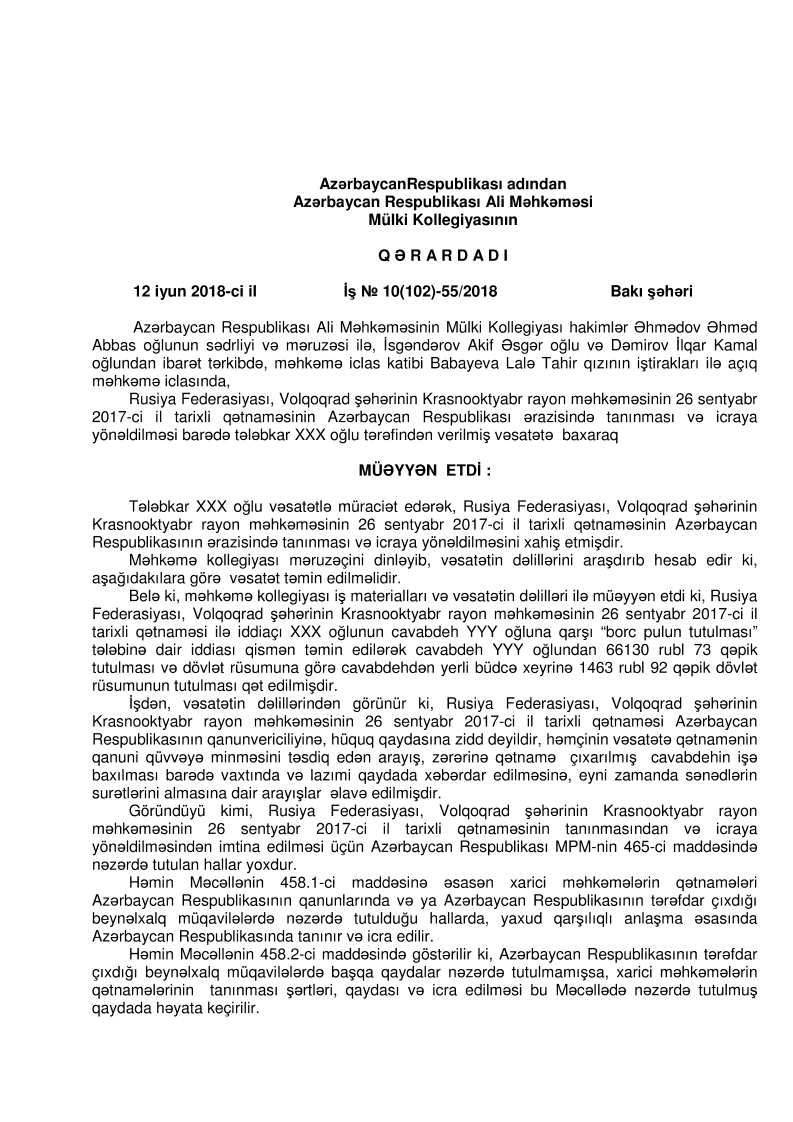 AzərbaycanRespublikası adından
Azərbaycan Respublikası Ali Məhkəməsi
Mülki Kollegiyasının
Q Ə R A R D A D I
12 iyun 2018-ci il İş № 10(102)-55/2018 Bakı şəhəri
Azərbaycan Respublikası Ali Məhkəməsinin Mülki Kollegiyası hakimlər Əhmədov Əhməd
Abbas oğlunun sədrliyi və məruzəsi ilə, İsgəndərov Akif Əsgər oğlu və Dəmirov İlqar Kamal
oğlundan ibarət tərkibdə, məhkəmə iclas katibi Babayeva Lalə Tahir qızının iştirakları ilə açıq
məhkəmə iclasında,
Rusiya Federasiyası, Volqoqrad şəhərinin Krasnooktyabr rayon məhkəməsinin 26 sentyabr
2017-ci il tarixli qətnaməsinin Azərbaycan Respublikası ərazisində tanınması və icraya
yönəldilməsi barədə tələbkar XXX oğlu tərəfindən verilmiş vəsatətə baxaraq
MÜƏYYƏN ETDİ :
Tələbkar XXX oğlu vəsatətlə müraciət edərək, Rusiya Federasiyası, Volqoqrad şəhərinin
Krasnooktyabr rayon məhkəməsinin 26 sentyabr 2017-ci il tarixli qətnaməsinin Azərbaycan
Respublikasının ərazisində tanınması və icraya yönəldilməsini xahiş etmişdir.
Məhkəmə kollegiyası məruzəçini dinləyib, vəsatətin dəlillərini araşdırıb hesab edir ki,
aşağıdakılara görə vəsatət təmin edilməlidir.
Belə ki, məhkəmə kollegiyası iş materialları və vəsatətin dəlilləri ilə müəyyən etdi ki, Rusiya
Federasiyası, Volqoqrad şəhərinin Krasnooktyabr rayon məhkəməsinin 26 sentyabr 2017-ci il
tarixli qətnaməsi ilə iddiaçı XXX oğlunun cavabdeh YYY oğluna qarşı “borc pulun tutulması”
tələbinə dair iddiası qismən təmin edilərək cavabdeh YYY oğlundan 66130 rubl 73 qəpik
tutulması və dövlət rüsumuna görə cavabdehdən yerli büdcə xeyrinə 1463 rubl 92 qəpik dövlət
rüsumunun tutulması qət edilmişdir.
İşdən, vəsatətin dəlillərindən görünür ki, Rusiya Federasiyası, Volqoqrad şəhərinin
Krasnooktyabr rayon məhkəməsinin 26 sentyabr 2017-ci il tarixli qətnaməsi Azərbaycan
Respublikasının qanunvericiliyinə, hüquq qaydasına zidd deyildir, həmçinin vəsatətə qətnamənin
qanuni qüvvəyə minməsini təsdiq edən arayış, zərərinə qətnamə çıxarılmış cavabdehin işə
baxılması barədə vaxtında və lazımi qaydada xəbərdar edilməsinə, eyni zamanda sənədlərin
surətlərini almasına dair arayışlar əlavə edilmişdir.
Göründüyü kimi, Rusiya Federasiyası, Volqoqrad şəhərinin Krasnooktyabr rayon
məhkəməsinin 26 sentyabr 2017-ci il tarixli qətnaməsinin tanınmasından və icraya
yönəldilməsindən imtina edilməsi üçün Azərbaycan Respublikası MPM-nin 465-ci maddəsində
nəzərdə tutulan hallar yoxdur.
Həmin Məcəllənin 458.1-ci maddəsinə əsasən xarici məhkəmələrin qətnamələri
Azərbaycan Respublikasının qanunlarında və ya Azərbaycan Respublikasının tərəfdar çıxdığı
beynəlxalq müqavilələrdə nəzərdə tutulduğu hallarda, yaxud qarşılıqlı anlaşma əsasında
Azərbaycan Respublikasında tanınır və icra edilir.
Həmin Məcəllənin 458.2-ci maddəsində göstərilir ki, Azərbaycan Respublikasının tərəfdar
çıxdığı beynəlxalq müqavilələrdə başqa qaydalar nəzərdə tutulmamışsa, xarici məhkəmələrin
qətnamələrinin tanınması şərtləri, qaydası və icra edilməsi bu Məcəllədə nəzərdə tutulmuş
qaydada həyata keçirilir.